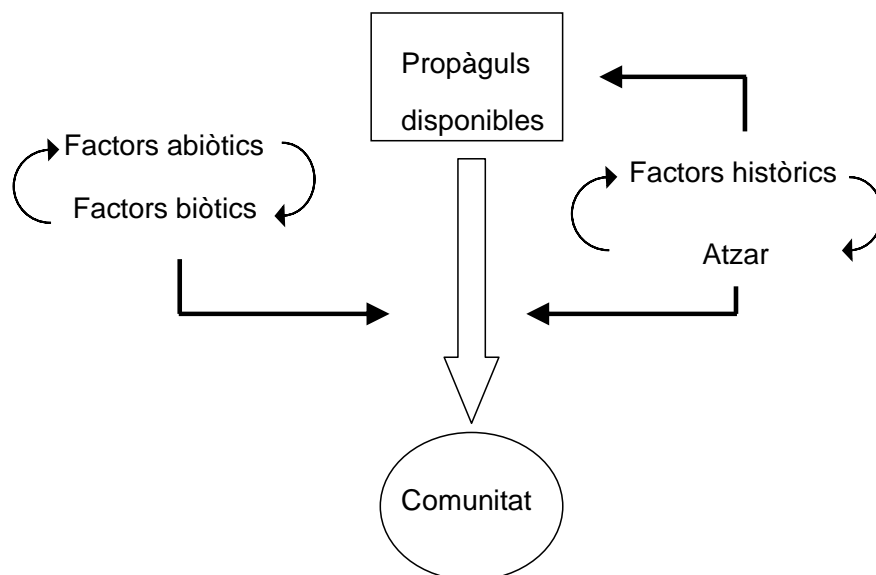 Propàguls
disponibles
Factors abiòtics
Factors biòtics
Factors històrics
Atzar
Comunitat